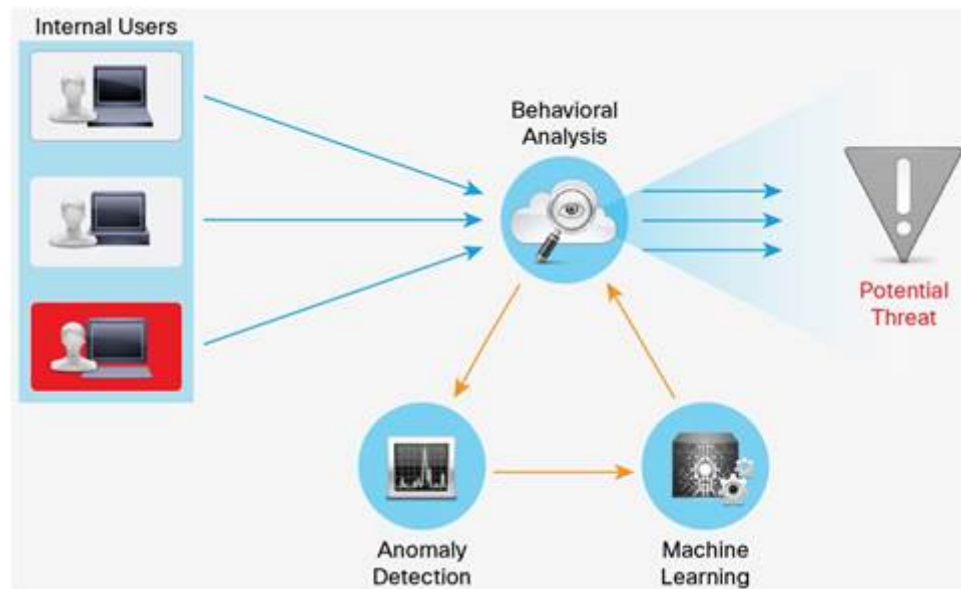 Internal Users
Behavioral
Analysis
Potential
Threat
Anomaly
Detection
Machine
Learning